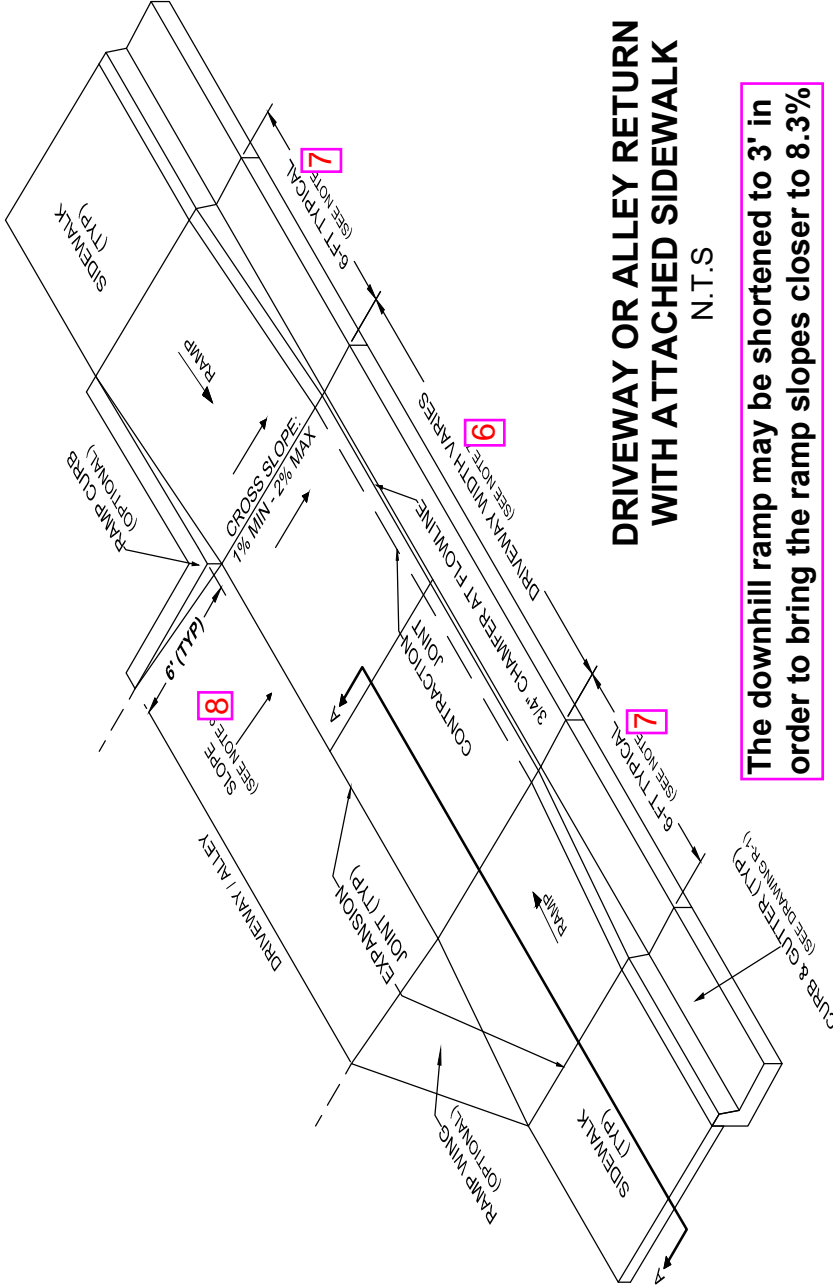 SIDEWALK
(TYP)
6-FT TYPICAL
(SEE NOTE 7
RAMP
RAMP CURB
(OPTIONAL)
CROSS SLOPE:
1% MIN - 2% MAX
DRIVEWAY WIDTH VARIES
(SEE NOTE 6
3/4" CHAMFER AT FLOWLINE
CONTRACTION
JOINT
6' (TYP)
SLOPE
(SEE NOTE 8
DRIVEWAY / ALLEY
EXPANSION
JOINT (TYP)
A
6-FT TYPICAL
(SEE NOTE 7
RAMP
CURB & GUTTER (TYP)
(SEE DRAWING R-1)
RAMP WING
(OPTIONAL)
SIDEWALK
(TYP)
A
DRIVEWAY OR ALLEY RETURN
WITH ATTACHED SIDEWALK
N.T.S
The downhill ramp may be shortened to 3' in
order to bring the ramp slopes closer to 8.3%